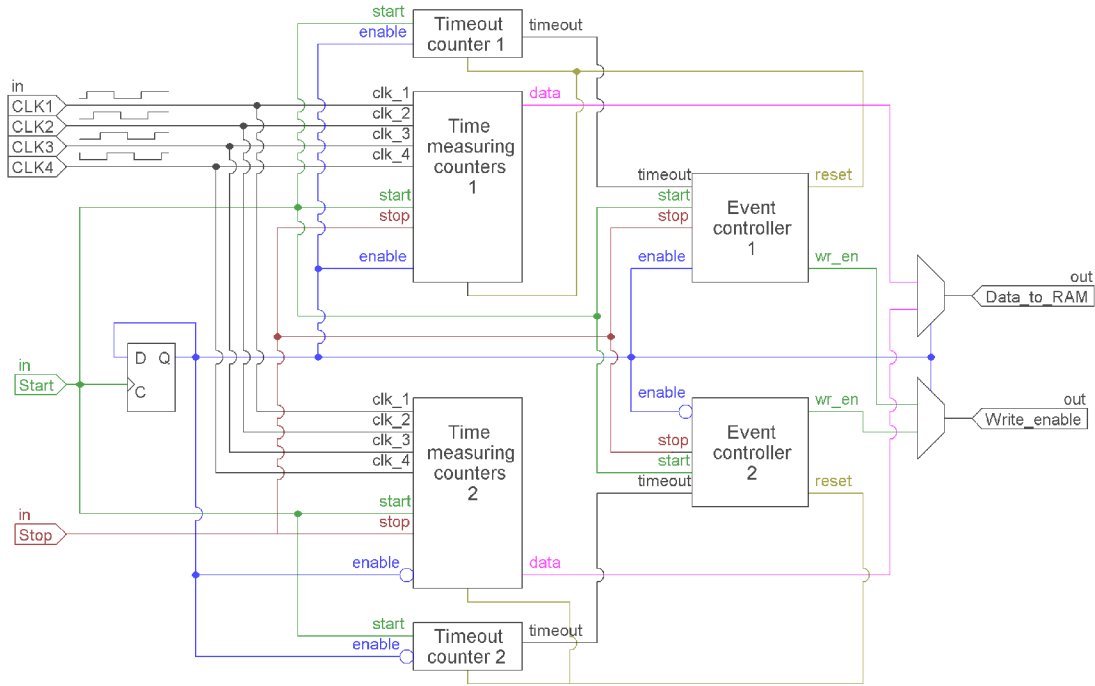 start
Timeout
counter 1
timeout
enable
in
CLK1
CLK2
CLK3
CLK4
clk_1
clk_2
clk_3
clk_4
Time
measuring
counters
1
data
start
stop
enable
timeout
start
stop
enable
Event
controller
1
reset
wr_en
out
Data_to_RAM
in
Start
D Q
C
enable
stop
start
timeout
Event
controller
2
wr_en
reset
out
Write_enable
clk_1
clk_2
clk_3
clk_4
Time
measuring
counters
2
start
stop
enable
data
in
Stop
start
enable
Timeout
counter 2
timeout